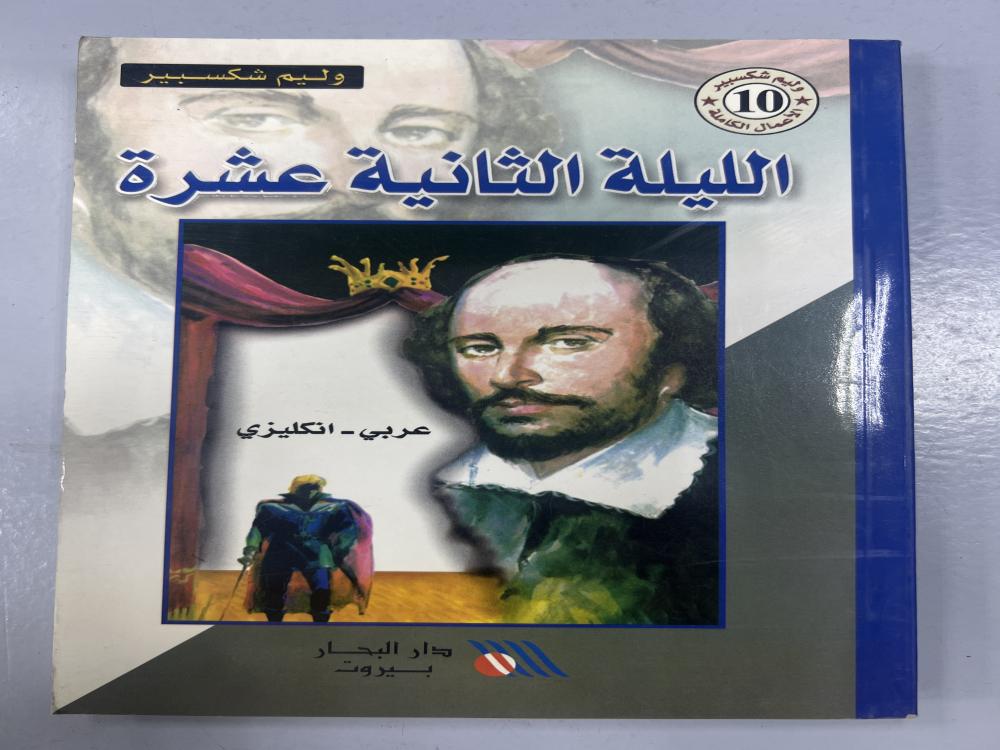 وليم شكسبير
وليم شكسبير
10
الأعمال الكاملة
الليلة الثانية عشرة
عربي - انكليزي
دار البحار
بيروت